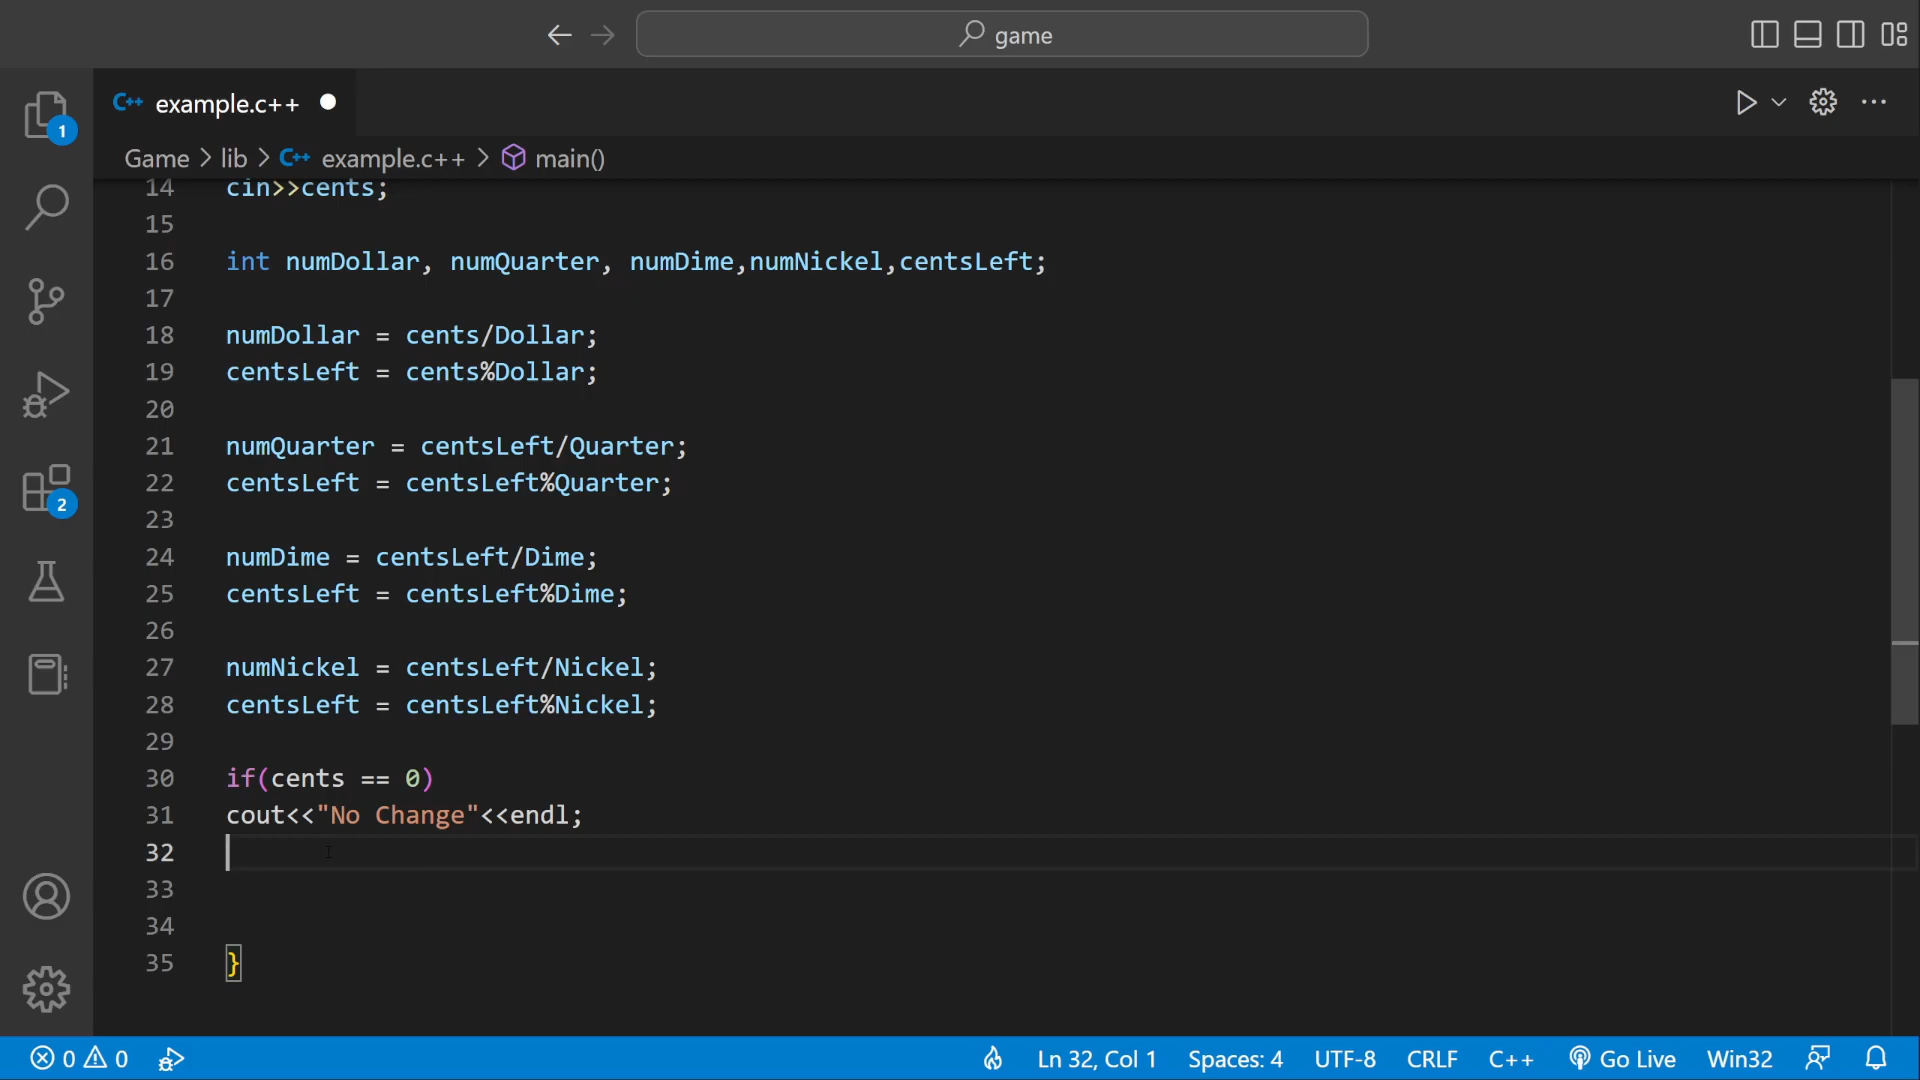 game
C++ example.c++
Game > lib > C++ example.c++ > main()
14 cin>>cents;
15
16 int numDollar, numQuarter, numDime,numNickel,centsLeft;
17
18 numDollar = cents/Dollar;
19 centsLeft = cents%Dollar;
20
21 numQuarter = centsLeft/Quarter;
22 centsLeft = centsLeft%Quarter;
23
24 numDime = centsLeft/Dime;
25 centsLeft = centsLeft%Dime;
26
27 numNickel = centsLeft/Nickel;
28 centsLeft = centsLeft%Nickel;
29
30 if(cents == 0)
31 cout<<"No Change"<<endl;
32
33
34
35 }
1
2
0 0 Ln 32, Col 1 Spaces: 4 UTF-8 CRLF C++ Go Live Win32